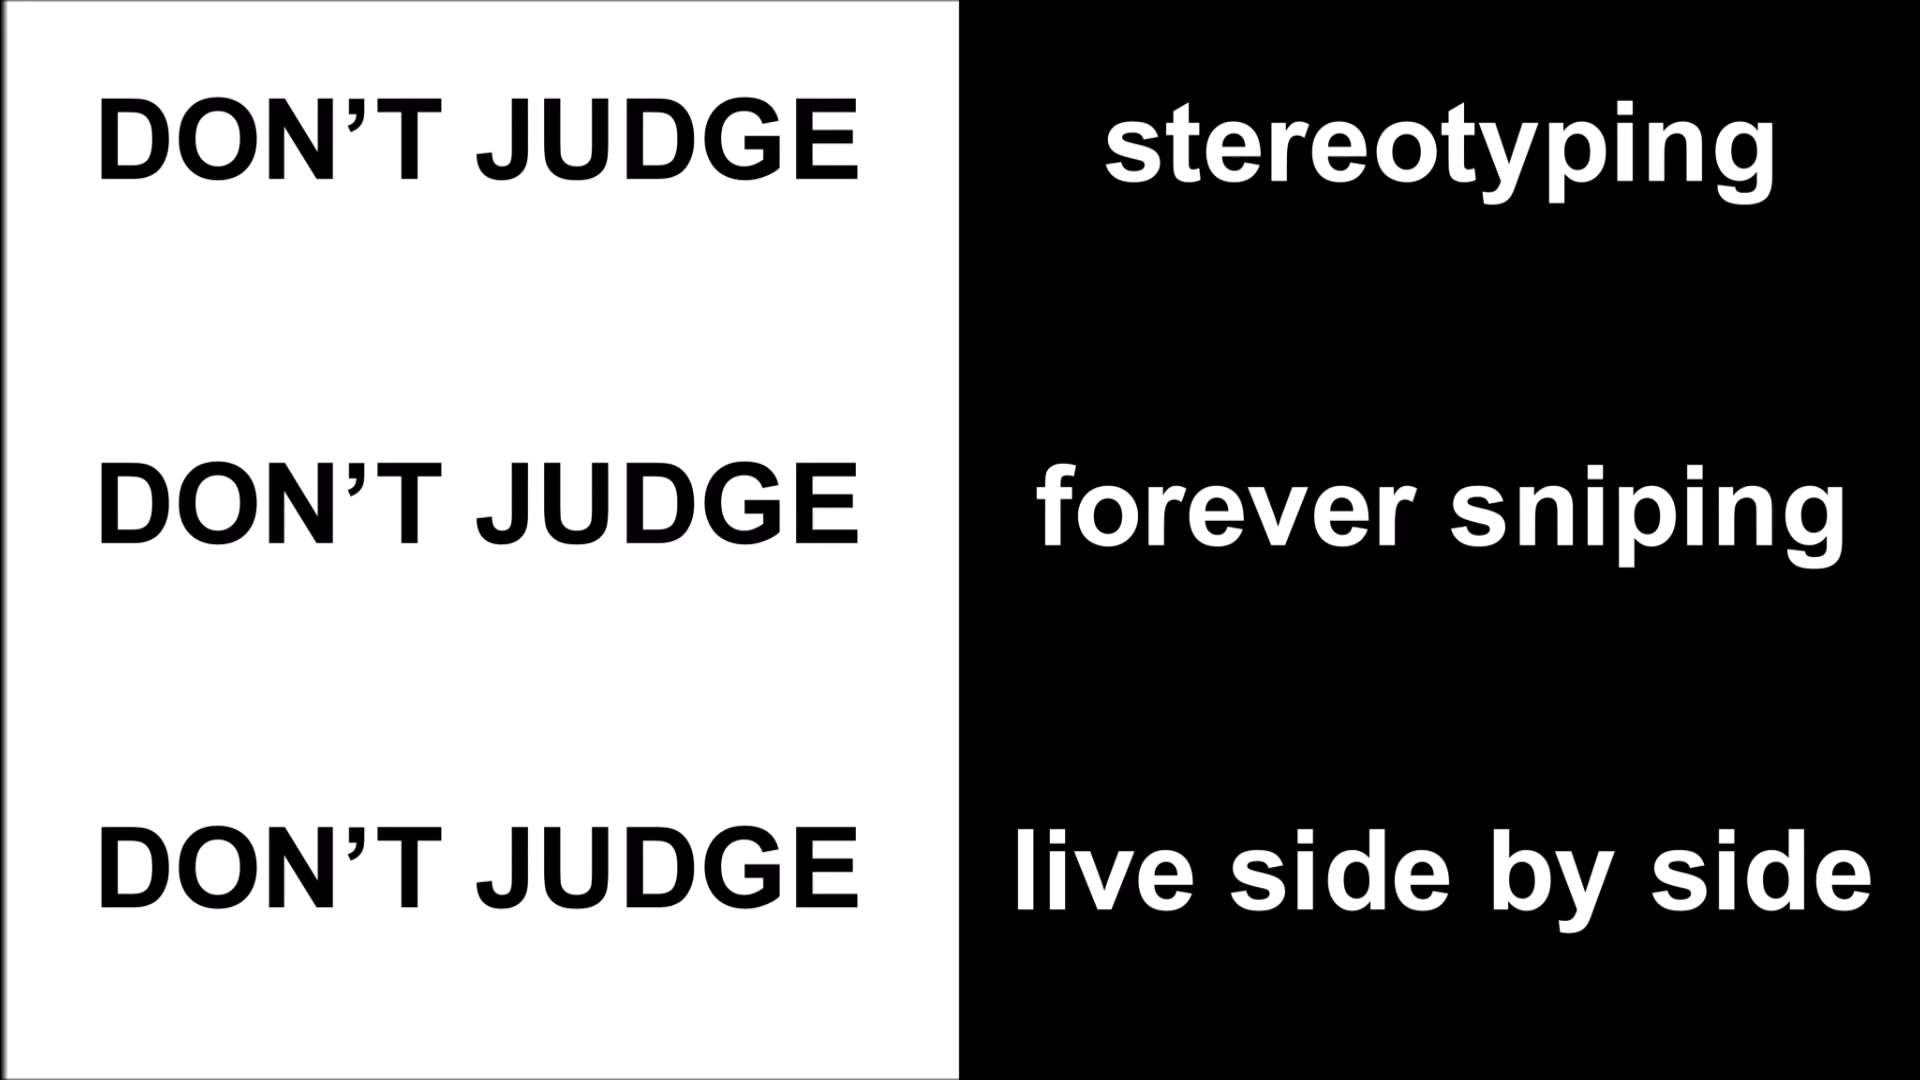 DON’T JUDGE
stereotyping
DON’T JUDGE
forever sniping
DON’T JUDGE
live side by side